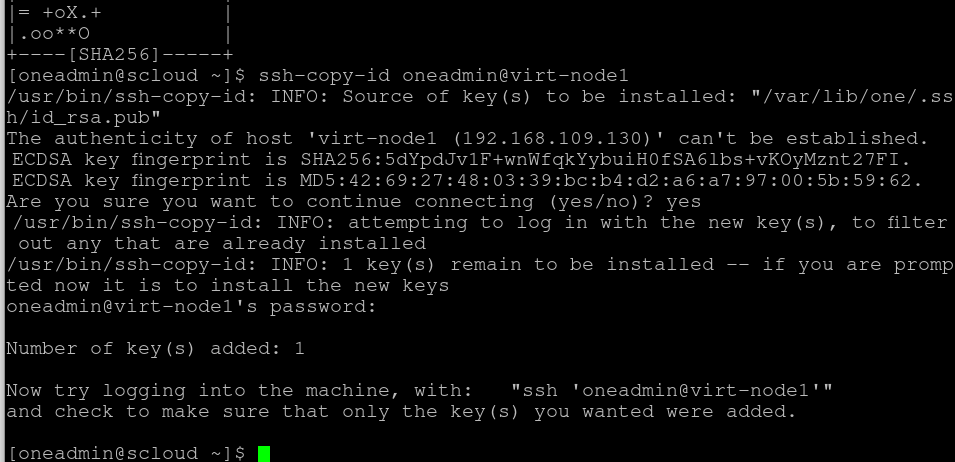 |= +oX.+          |
|.oo**O           |
+----[SHA256]-----+
[oneadmin@scloud ~]$ ssh-copy-id oneadmin@virt-node1
/usr/bin/ssh-copy-id: INFO: Source of key(s) to be installed: "/var/lib/one/.ss
h/id_rsa.pub"
The authenticity of host 'virt-node1 (192.168.109.130)' can't be established.
ECDSA key fingerprint is SHA256:5dYpdJv1F+wnWfqkYybuiH0fSA61bs+vKOyMznt27FI.
ECDSA key fingerprint is MD5:42:69:27:48:03:39:bc:b4:d2:a6:a7:97:00:5b:59:62.
Are you sure you want to continue connecting (yes/no)? yes
/usr/bin/ssh-copy-id: INFO: attempting to log in with the new key(s), to filter
out any that are already installed
/usr/bin/ssh-copy-id: INFO: 1 key(s) remain to be installed -- if you are promp
ted now it is to install the new keys
oneadmin@virt-node1's password:
Number of key(s) added: 1
Now try logging into the machine, with:   "ssh 'oneadmin@virt-node1'"
and check to make sure that only the key(s) you wanted were added.
[oneadmin@scloud ~]$